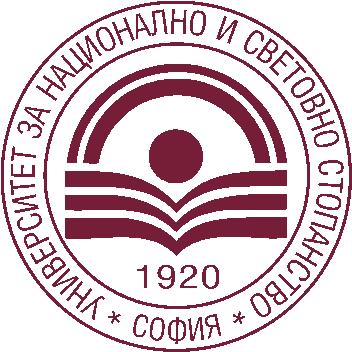 УНИВЕРСИТЕТ ЗА НАЦИОНАЛНО И СВЕТОВНО СТОПАНСТВО
1920
* СОФИЯ *